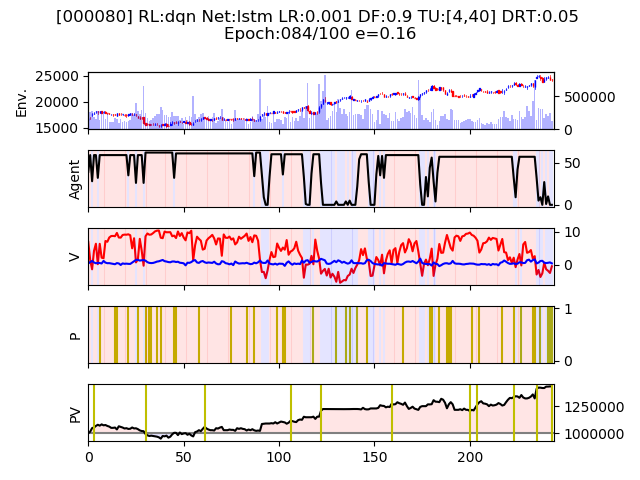 [000080] RL:dqn Net:lstm LR:0.001 DF:0.9 TU:[4,40] DRT:0.05
Epoch:084/100 e=0.16
Env.
25000
20000
15000
500000
0
Agent
50
0
V
10
0
P
1
0
PV
1250000
1000000
0 50 100 150 200